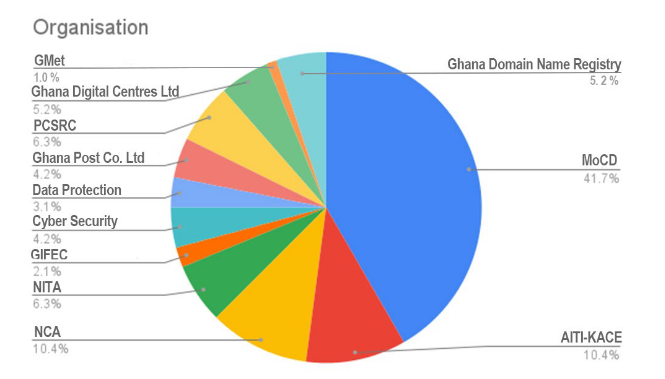 Organisation
GMet
1.0 %
Ghana Digital Centres Ltd
5.2%
PCSRC
6.3%
Ghana Post Co. Ltd
4.2%
Data Protection
3.1%
Cyber Security
4.2%
GIFEC
2.1%
NITA
6.3%
NCA
10.4%
Ghana Domain Name Registry
5.2 %
MoCD
41.7%
AITI-KACE
10.4%